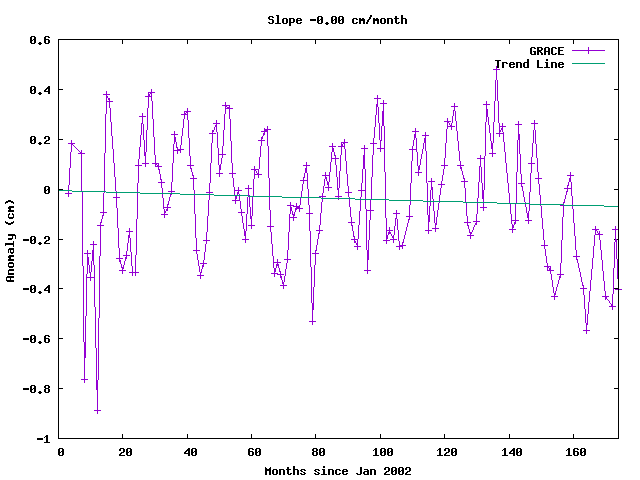 Slope -0.00 cm/month
GRACE
Trend Line
0.6
0.4
0.2
0
-0.2
-0.4
-0.6
-0.8
-1
Anomaly (cm)
0 20 40 60 80 100 120 140 160
Months since Jan 2002